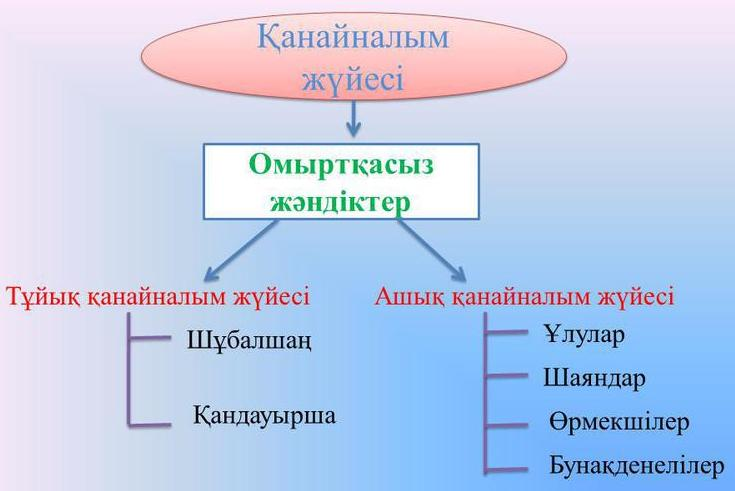 Қанайналым
жүйесі
Омыртқасыз
жәндіктер
Тұйық қанайналым жүйесі
Шұбалшаң
Қандауырша
Ашық қанайналым жүйесі
Ұлулар
Шаяндар
Өрмекшілер
Бунақденелілер